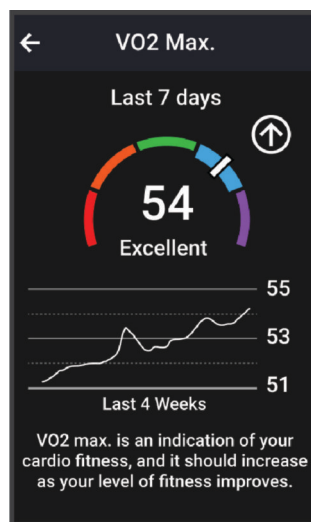 VO2 Max.
Last 7 days
54
Excellent
55
53
51
Last 4 Weeks
VO2 max. is an indication of your
cardio fitness, and it should increase
as your level of fitness improves.